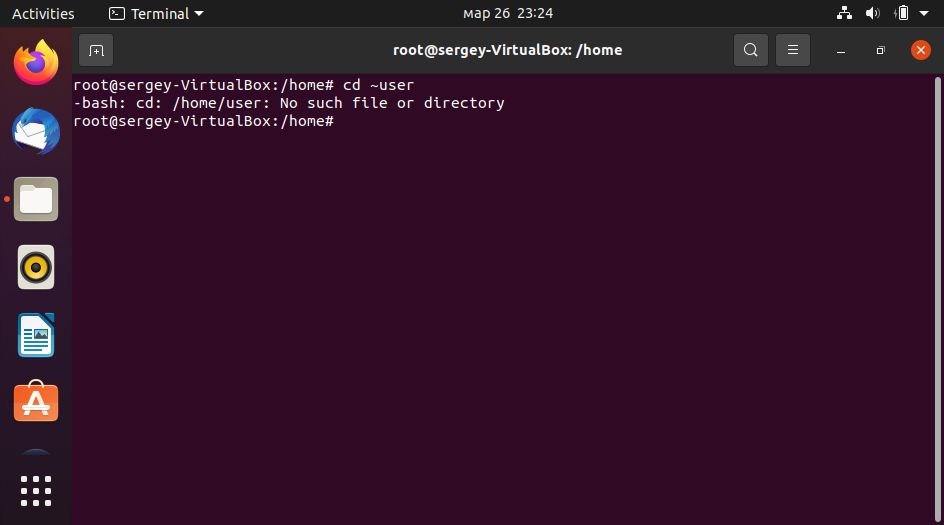 Activities
Terminal
мар 26 23:24
root@sergey-VirtualBox: /home
root@sergey-VirtualBox:/home# cd ~user
-bash: cd: /home/user: No such file or directory
root@sergey-VirtualBox:/home#